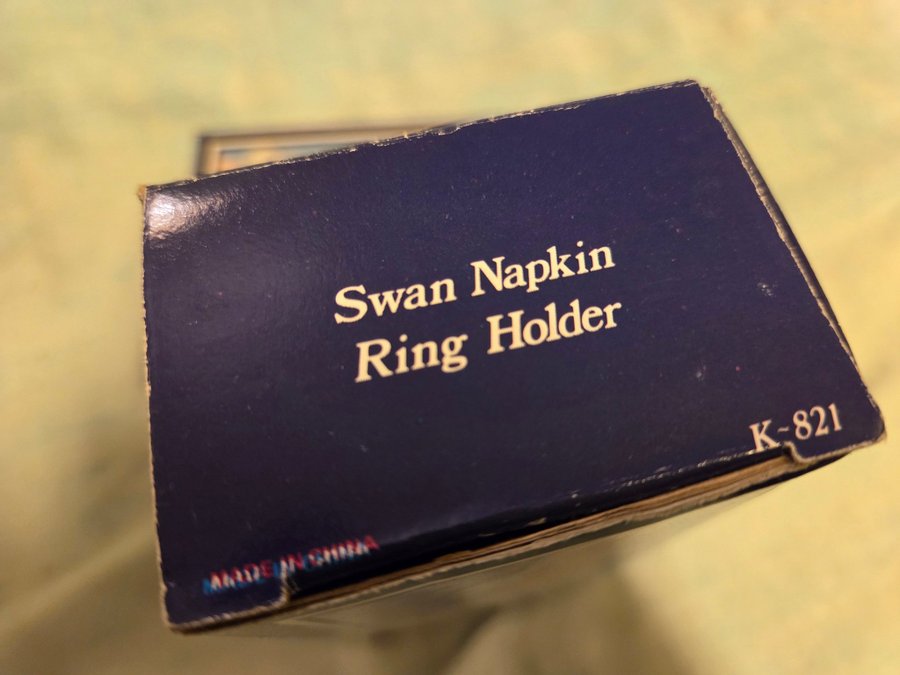 Swan Napkin
Ring Holder
K-821
MADE IN CHINA